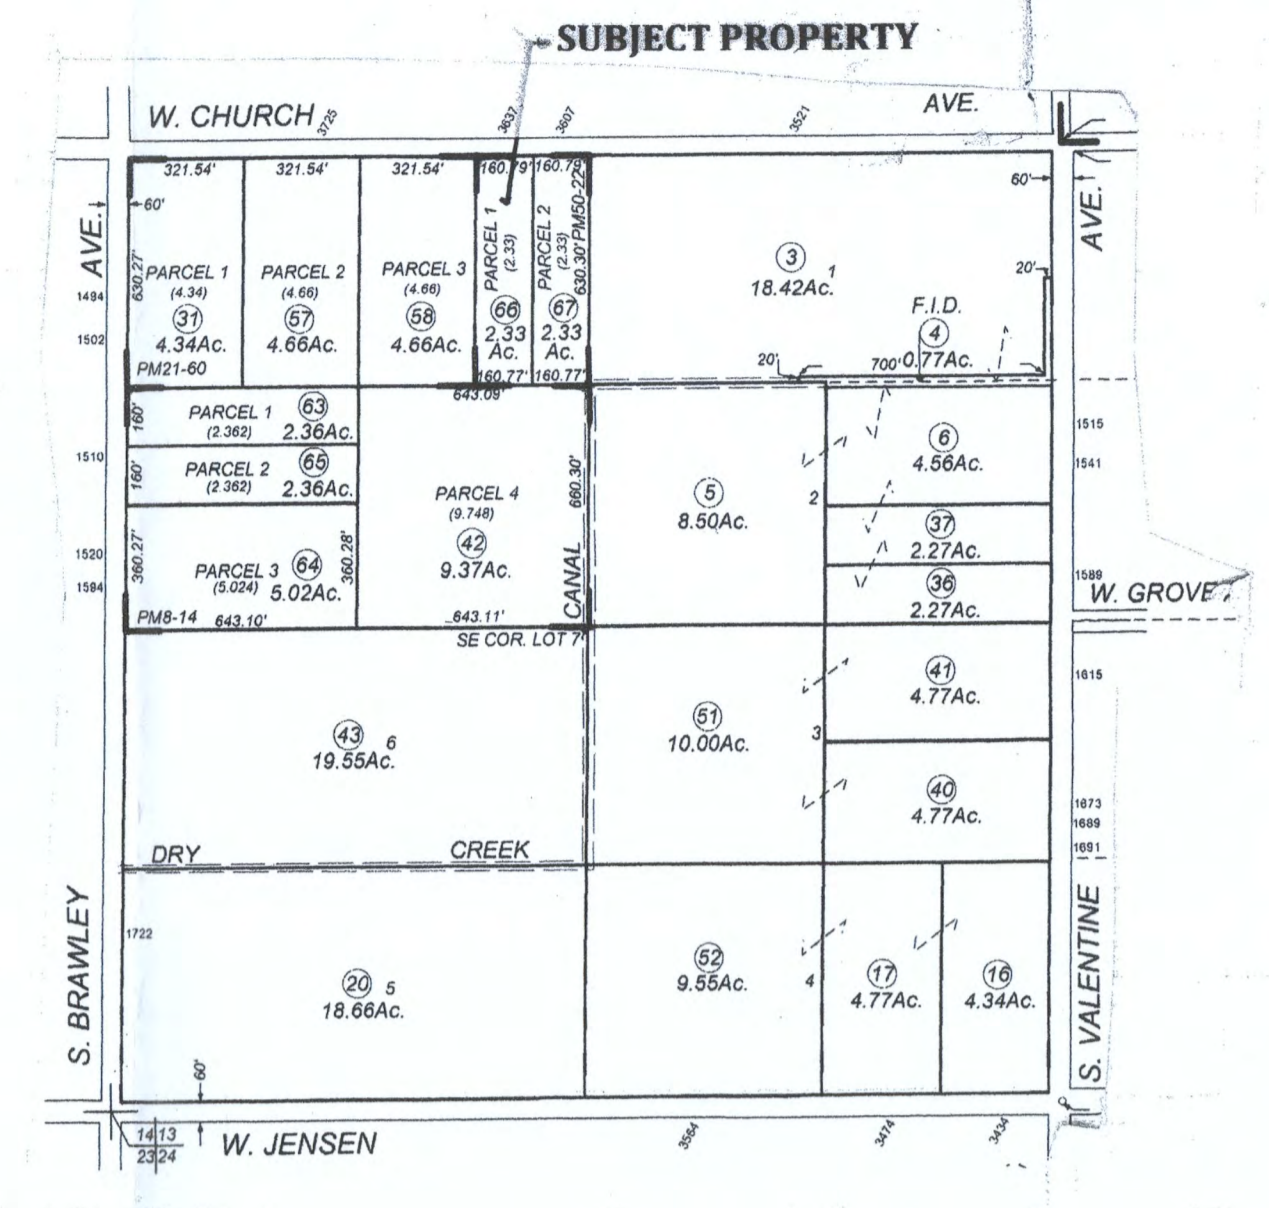 SUBJECT PROPERTY
W. CHURCH
AVE.
3725
3637
3607
3521
321.54'
321.54'
321.54'
160.79'
160.79'
60'
60'
AVE.
AVE.
630.27'
PARCEL 1
(4.34)
31
4.34Ac.
PM21-60
PARCEL 2
(4.66)
57
4.66Ac.
PARCEL 3
(4.66)
58
4.66Ac.
PARCEL 1
(2.33)
66
2.33
Ac.
160.77'
PARCEL 2
(2.33)
67
2.33
Ac.
160.77'
630.30'
PM50-22
3
1
18.42Ac.
F.I.D.
4
0.77Ac.
20'
20'
700'
1494
1502
643.09'
160'
PARCEL 1
(2.362)
63
2.36Ac.
160'
PARCEL 2
(2.362)
65
2.36Ac.
1510
360.27'
PARCEL 3
(5.024)
64
5.02Ac.
360.28'
PM8-14
643.10'
1520
1594
PARCEL 4
(9.748)
42
9.37Ac.
660.30'
CANAL
643.11'
SE COR. LOT 7
5
8.50Ac.
2
6
4.56Ac.
37
2.27Ac.
36
2.27Ac.
1515
1541
1589
W. GROVE
43
6
19.55Ac.
51
10.00Ac.
3
41
4.77Ac.
40
4.77Ac.
1615
1673
1689
1691
DRY
CREEK
S. BRAWLEY
1722
20
5
18.66Ac.
52
9.55Ac.
4
17
4.77Ac.
16
4.34Ac.
S. VALENTINE
60'
14 13
23 24
W. JENSEN
3564
3474
3434